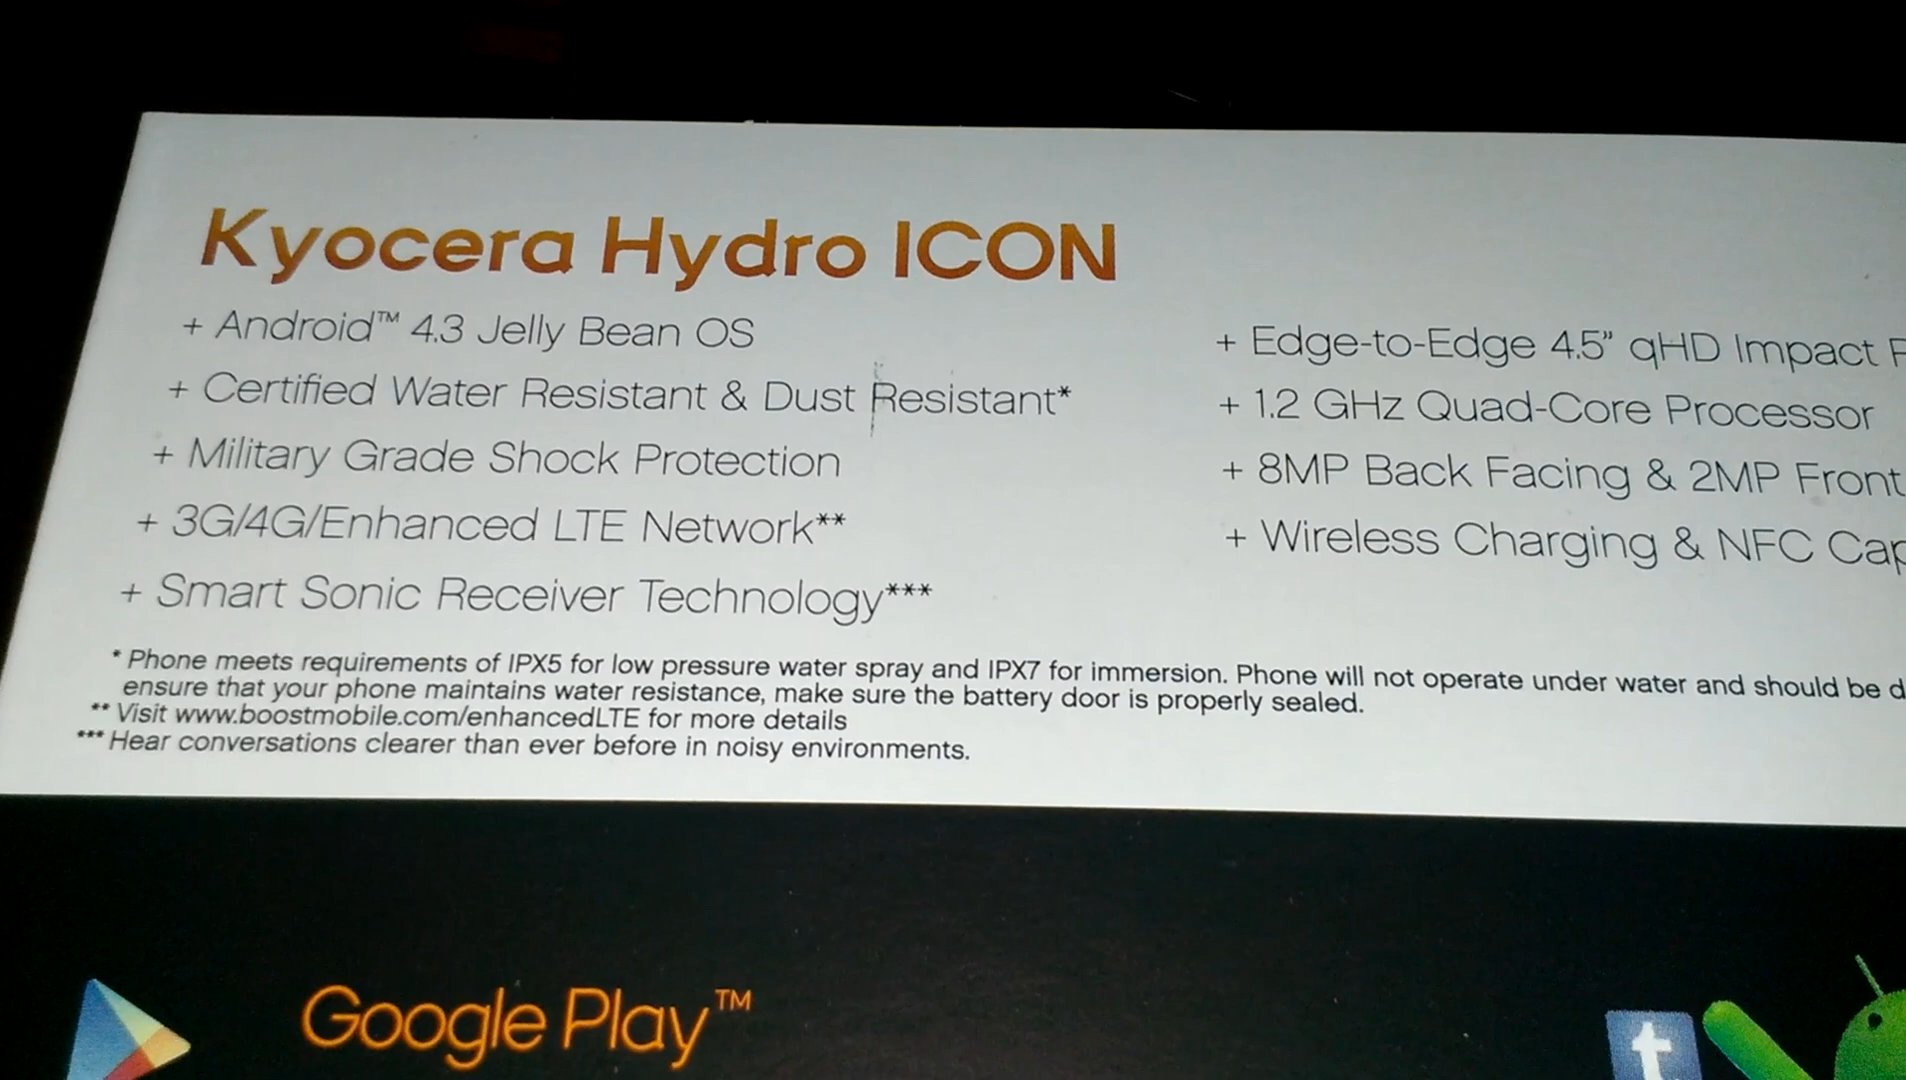 Kyocera Hydro ICON
+ Android™ 4.3 Jelly Bean OS
+ Certified Water Resistant & Dust Resistant*
+ Military Grade Shock Protection
+ 3G/4G/Enhanced LTE Network**
+ Smart Sonic Receiver Technology***
+ Edge-to-Edge 4.5” qHD Impact
+ 1.2 GHz Quad-Core Processor
+ 8MP Back Facing & 2MP Front
+ Wireless Charging & NFC
* Phone meets requirements of IPX5 for low pressure water spray and IPX7 for immersion. Phone will not operate under water and should be
ensure that your phone maintains water resistance, make sure the battery door is properly sealed.
** Visit www.boostmobile.com/enhancedLTE for more details
*** Hear conversations clearer than ever before in noisy environments.
Google Play™
t